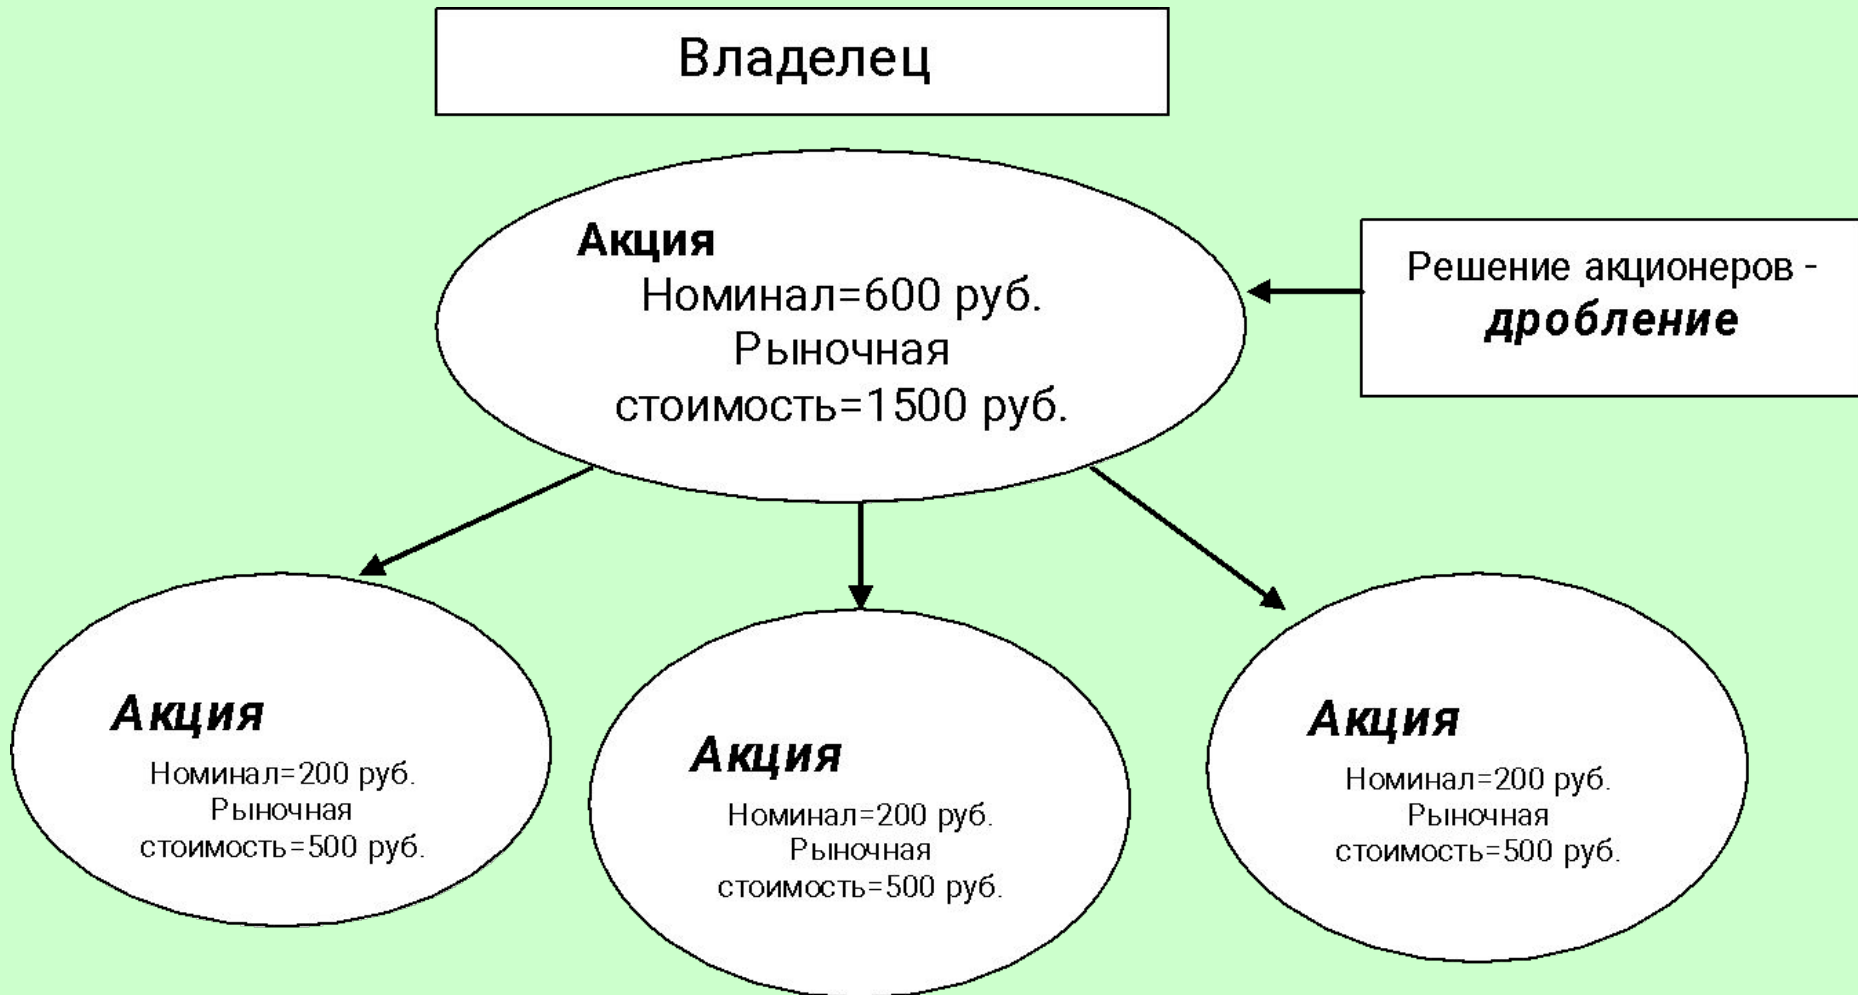 Владелец
Акция
Номинал=600 руб.
Рыночная
стоимость=1500 руб.
Решение акционеров -
дробление
Акция
Номинал=200 руб.
Рыночная
стоимость=500 руб.
Акция
Номинал=200 руб.
Рыночная
стоимость=500 руб.
Акция
Номинал=200 руб.
Рыночная
стоимость=500 руб.